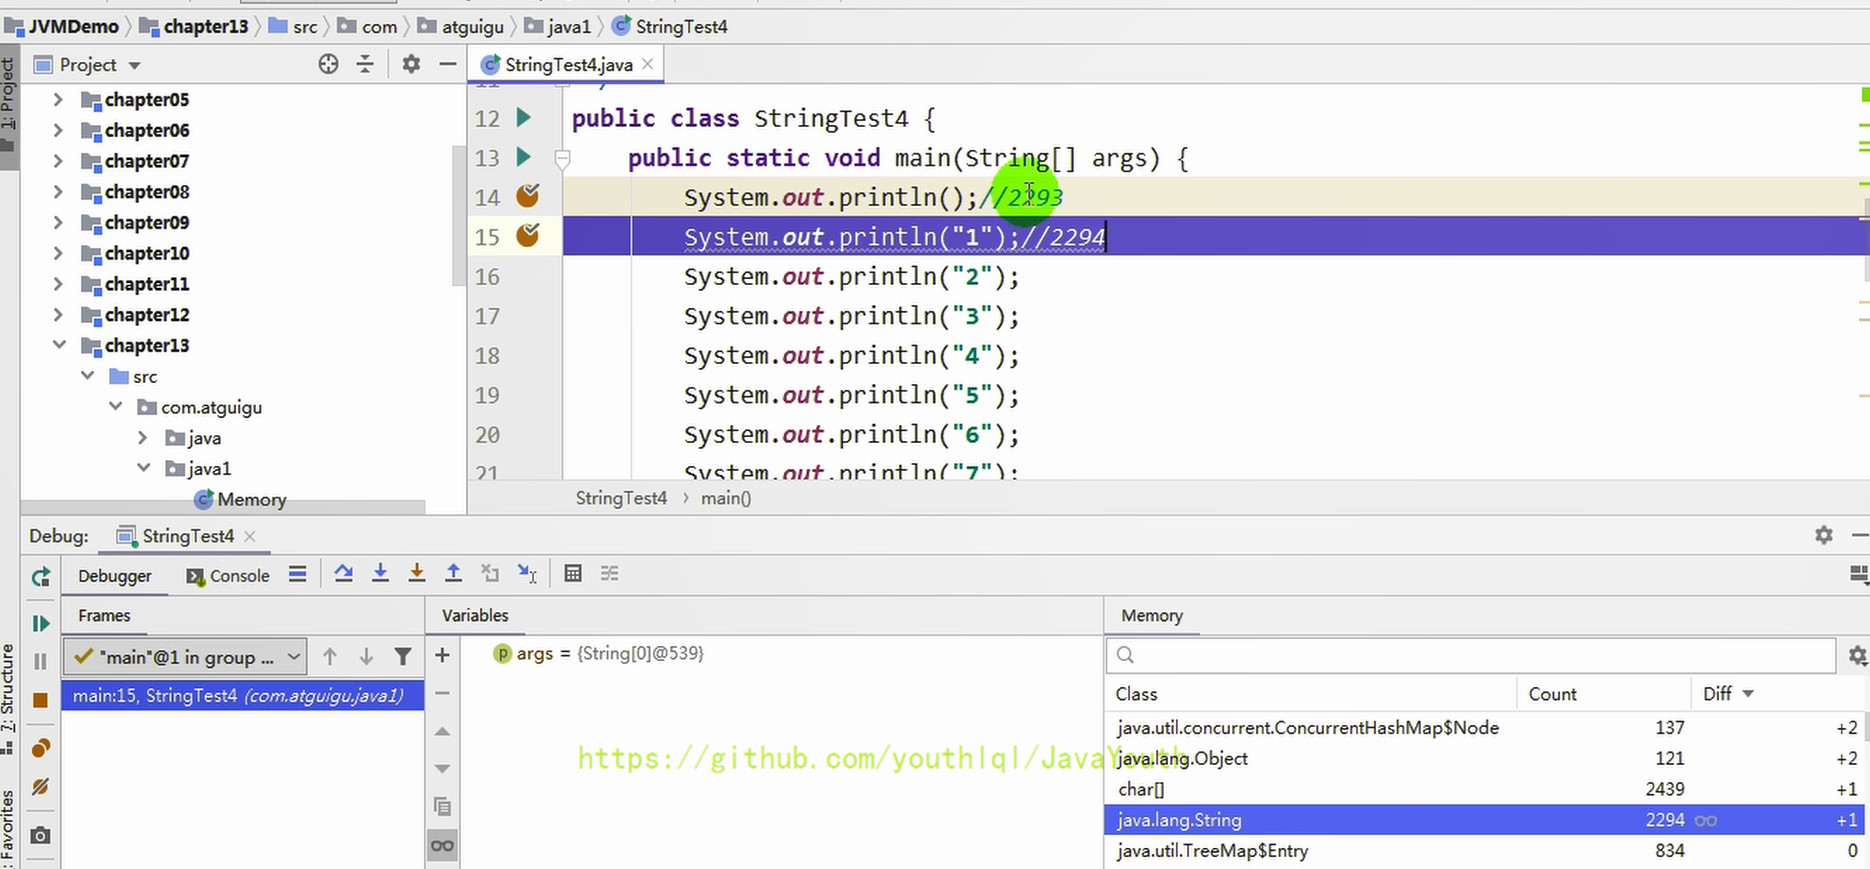 JVMDemo chapter13 src com atguigu java1 StringTest4
1: Project
Project
StringTest4.java
chapter05
chapter06
chapter07
chapter08
chapter09
chapter10
chapter11
chapter12
chapter13
src
com.atguigu
java
java1
Memory
12 public class StringTest4 {
13 public static void main(String[] args) {
14 System.out.println();//2293
15 System.out.println("1");//2294
16 System.out.println("2");
17 System.out.println("3");
18 System.out.println("4");
19 System.out.println("5");
20 System.out.println("6");
21 System.out.println("7");
StringTest4 > main()
Debug: StringTest4
Debugger Console
Frames
"main"@1 in group ...
main:15, StringTest4 (com.atguigu.java1)
Variables
args = {String[0]@539}
https://github.com/youthlql/JavaYouth
Memory
Class Count Diff
java.util.concurrent.ConcurrentHashMap$Node 137 +2
java.lang.Object 121 +2
char[] 2439 +1
java.lang.String 2294 +1
java.util.TreeMap$Entry 834 0
7: Structure
Favorites